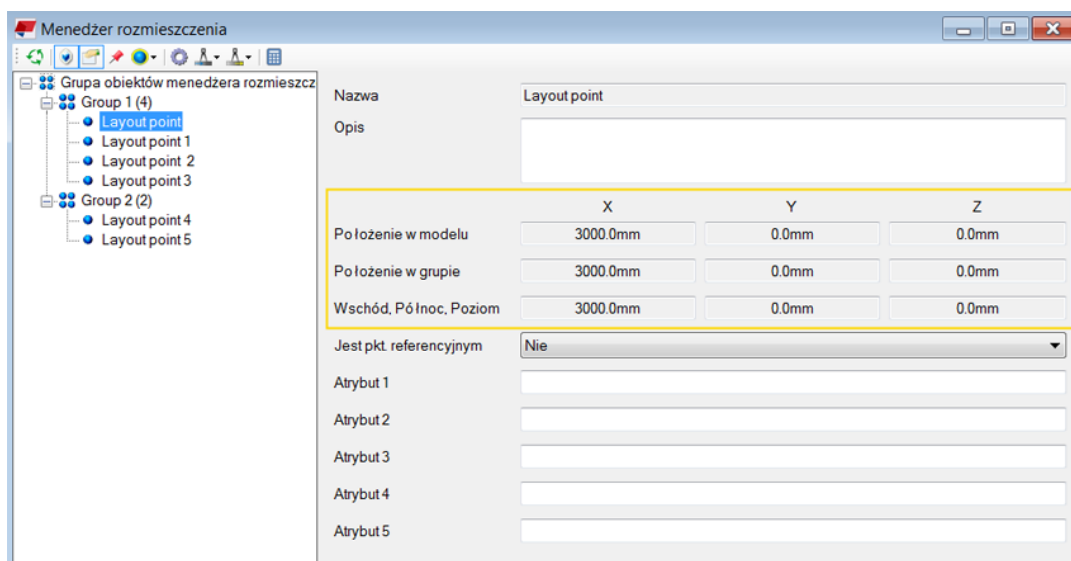 Menedżer rozmieszczenia
Grupa obiektów menedżera rozmieszcz
Group 1 (4)
Layout point
Layout point 1
Layout point 2
Layout point 3
Group 2 (2)
Layout point 4
Layout point 5
Nazwa Layout point
Opis
X Y Z
Położenie w modelu 3000.0mm 0.0mm 0.0mm
Położenie w grupie 3000.0mm 0.0mm 0.0mm
Wschód, Północ, Poziom 3000.0mm 0.0mm 0.0mm
Jest pkt. referencyjnym Nie
Atrybut 1
Atrybut 2
Atrybut 3
Atrybut 4
Atrybut 5